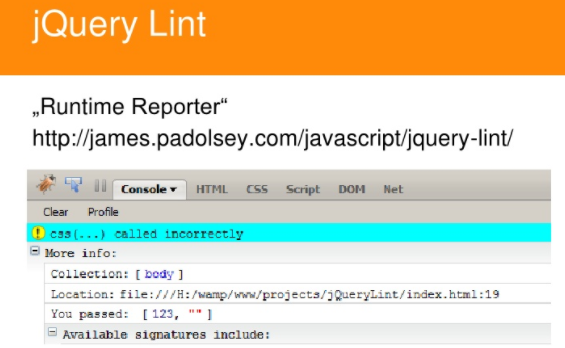 jQuery Lint
„Runtime Reporter“
http://james.padolsey.com/javascript/jquery-lint/
Console HTML CSS Script DOM Net
Clear Profile
css(...) called incorrectly
More info:
Collection: [ body ]
Location: file:///H:/wamp/www/projects/jQueryLint/index.html:19
You passed: [ 123, "" ]
Available signatures include: